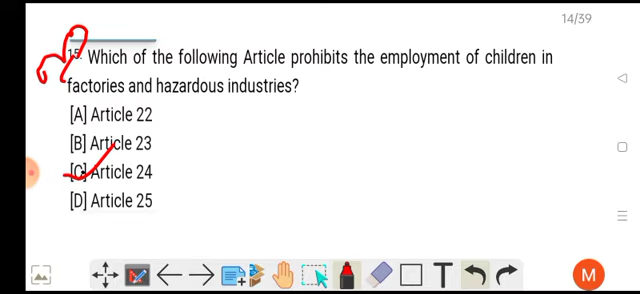 14/39
15. Which of the following Article prohibits the employment of children in
factories and hazardous industries?
[A] Article 22
[B] Article 23
[C] Article 24
[D] Article 25
T
M